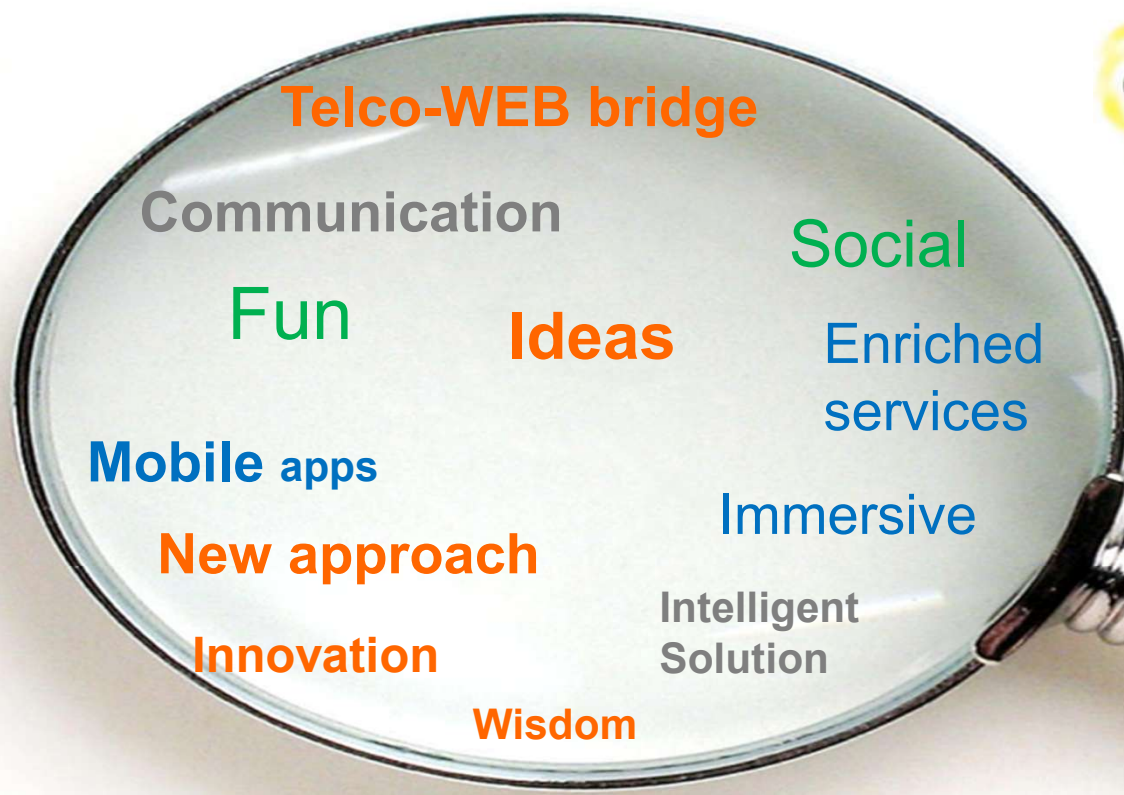 Telco-WEB bridge
Communication
Social
Fun
Ideas
Enriched
services
Mobile apps
Immersive
New approach
Intelligent
Solution
Innovation
Wisdom